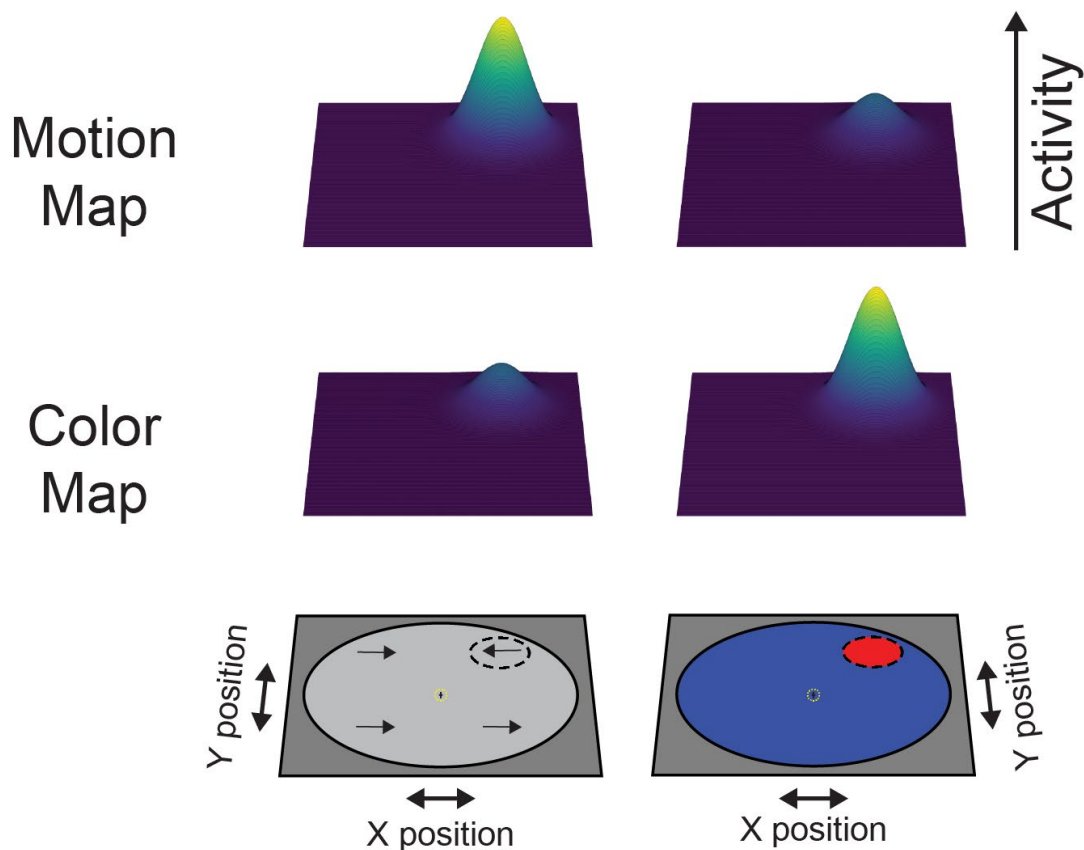 Motion
Map
Activity
Color
Map
Y position
Y position
X position
X position